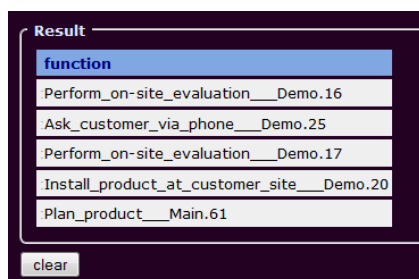 Result
function
:Perform_on-site_evaluation___Demo.16
:Ask_customer_via_phone___Demo.25
:Perform_on-site_evaluation___Demo.17
:Install_product_at_customer_site___Demo.20
:Plan_product___Main.61
clear